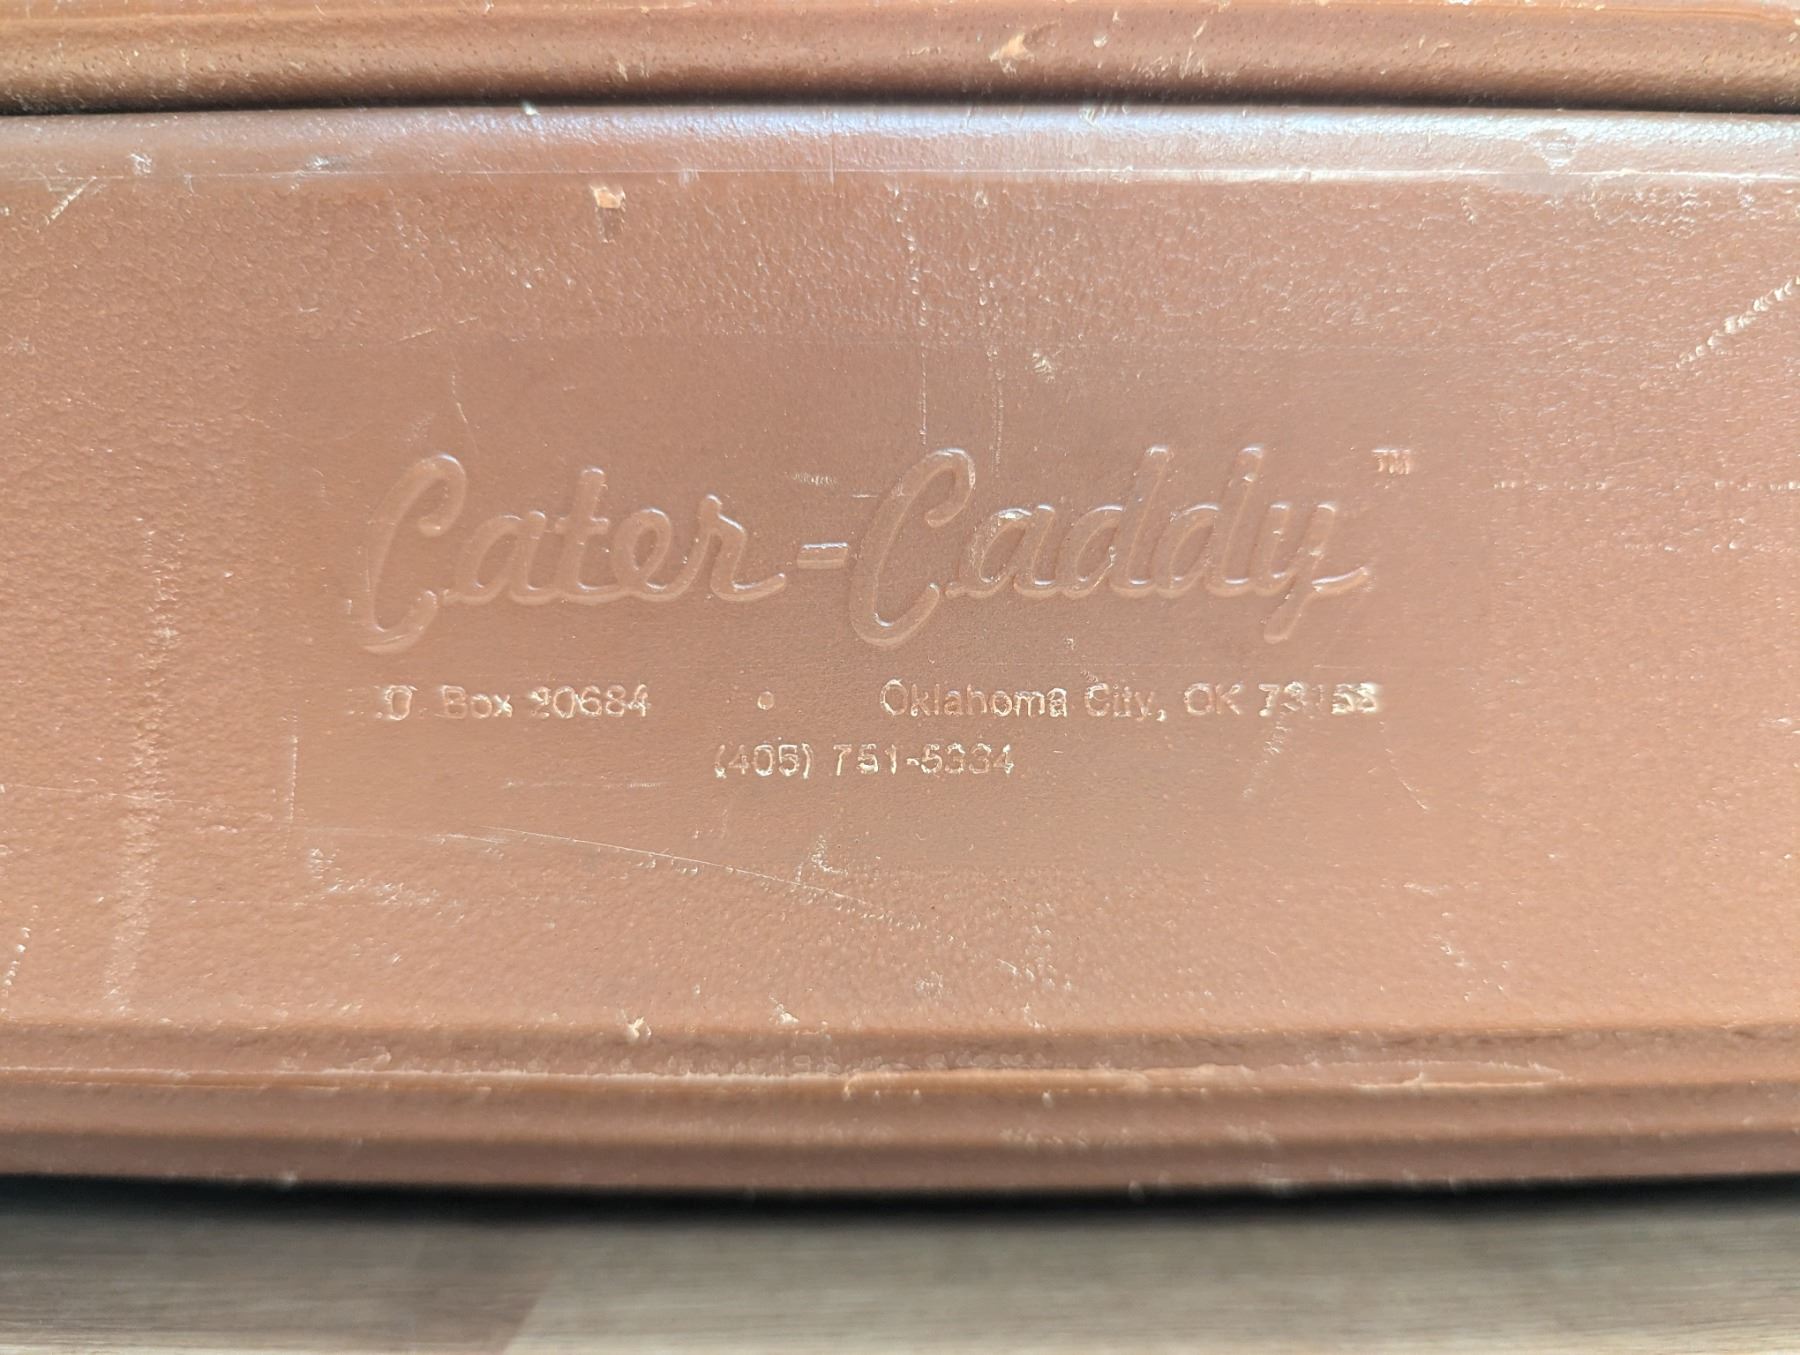 Cater-Caddy™
O Box 20684 • Oklahoma City, OK
(405) 751-5334